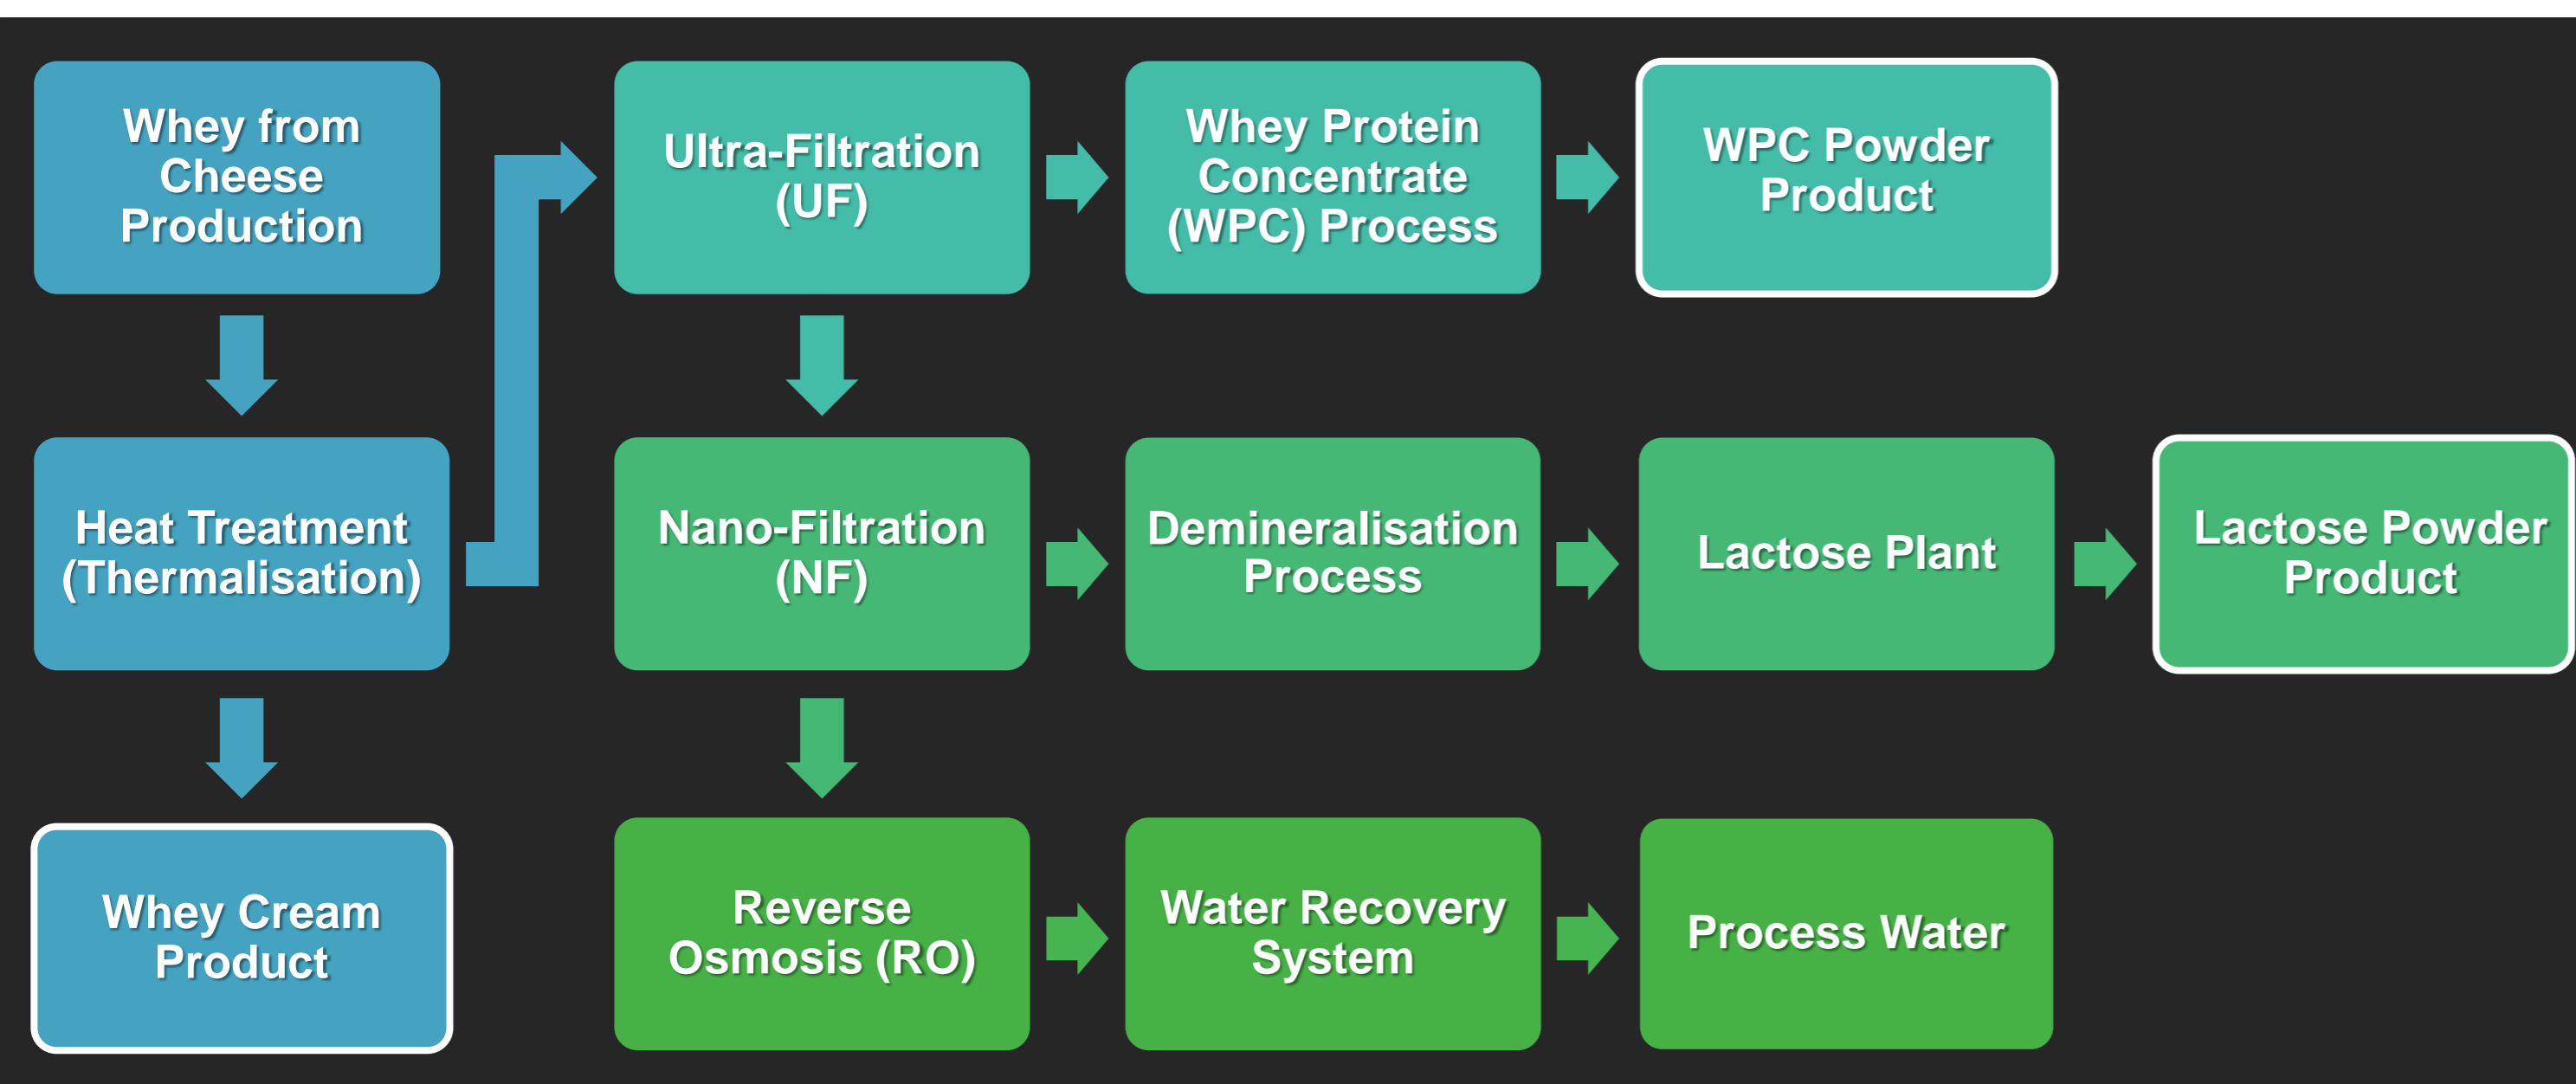 Whey from
Cheese
Production
Ultra-Filtration
(UF)
Whey Protein
Concentrate
(WPC) Process
WPC Powder
Product
Heat Treatment
(Thermalisation)
Nano-Filtration
(NF)
Demineralisation
Process
Lactose Plant
Lactose Powder
Product
Whey Cream
Product
Reverse
Osmosis (RO)
Water Recovery
System
Process Water